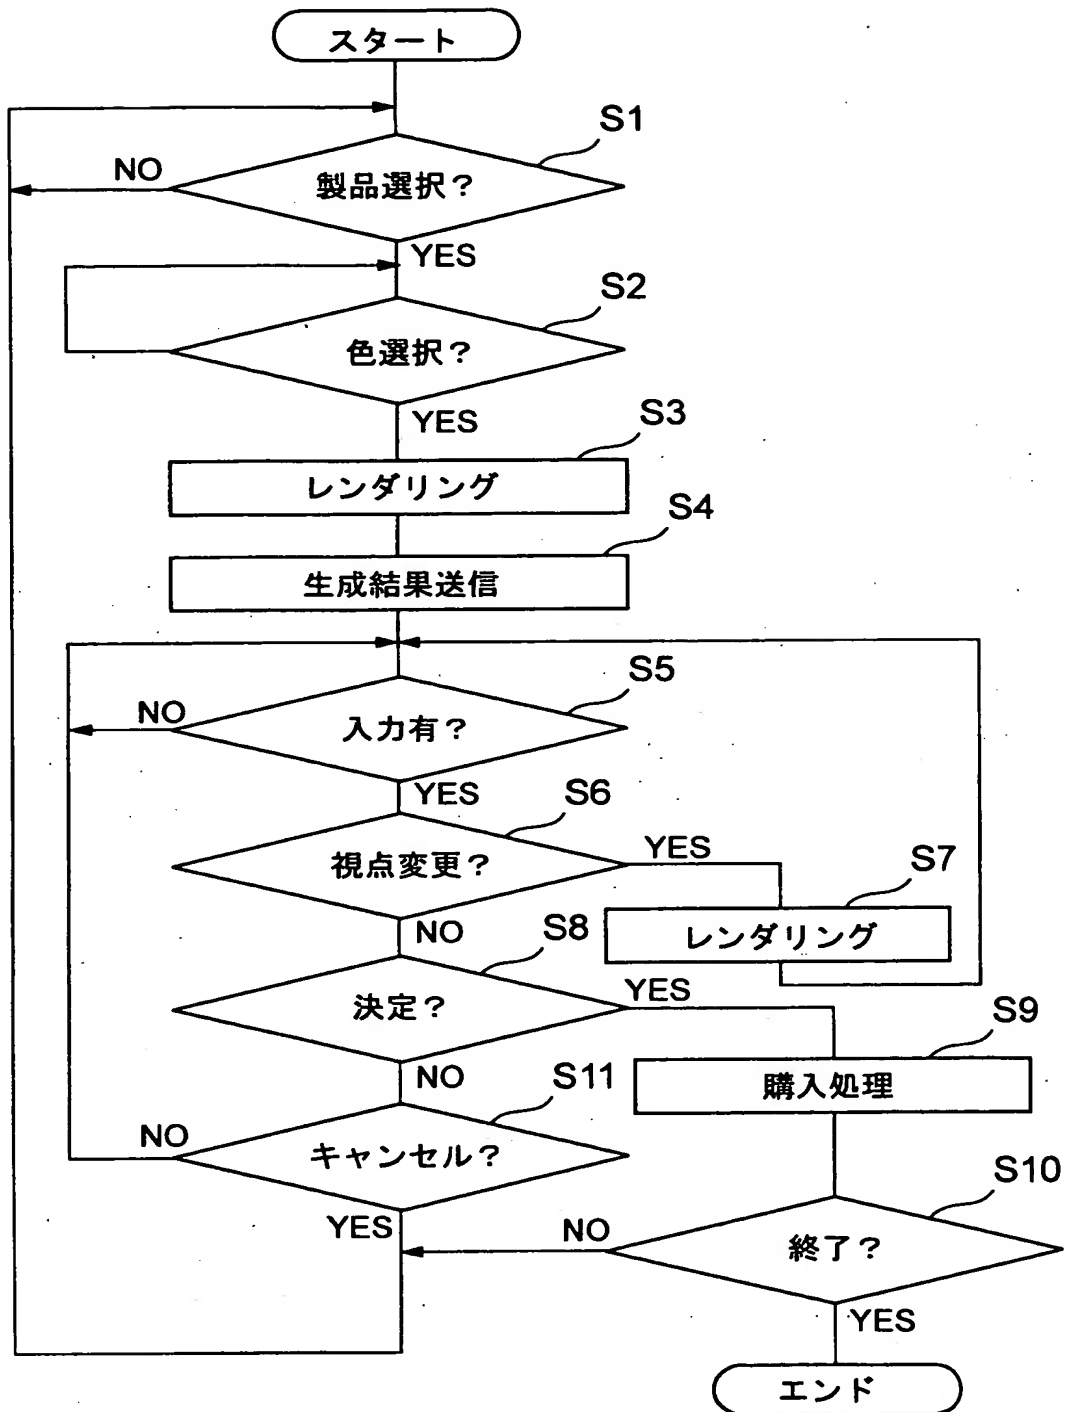 スタート
S1
NO
製品選択？
YES
S2
色選択？
YES
S3
レンダリング
S4
生成結果送信
S5
NO
入力有？
YES
S6
視点変更？
YES
S7
レンダリング
NO
S8
決定？
YES
S9
購入処理
NO
S11
NO
キャンセル？
YES
S10
NO
終了？
YES
エンド